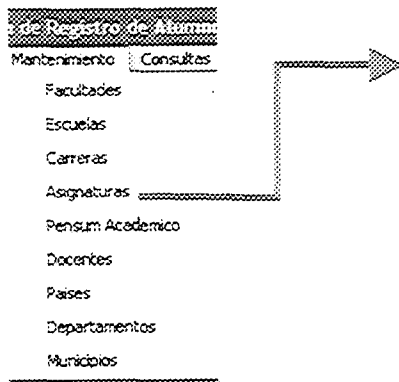 de Registro de Alumn
Mantenimiento Consultas
Facultades
Escuelas
Carreras
Asignaturas
Pensum Academico
Docentes
Paises
Departamentos
Municipios